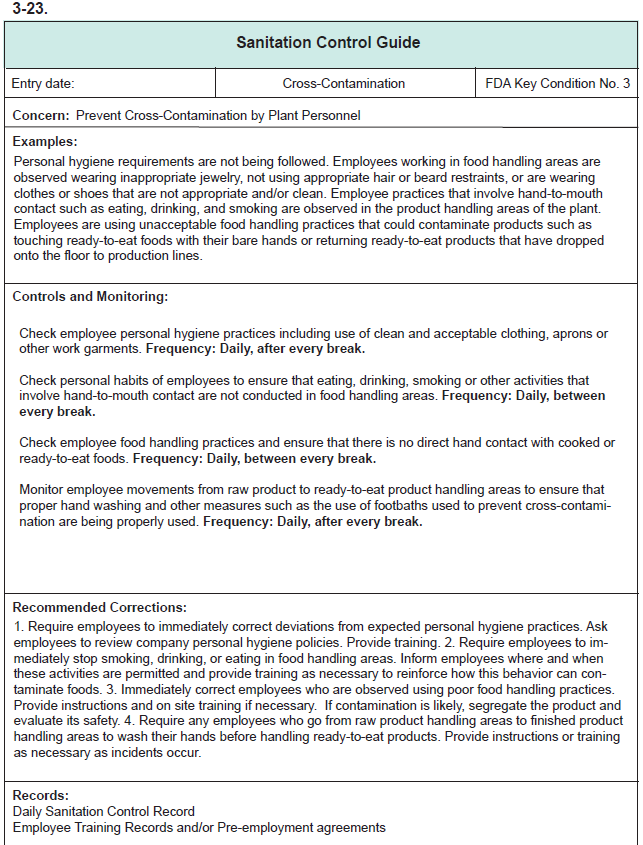 3-23.
Sanitation Control Guide
Entry date:
Cross-Contamination
FDA Key Condition No. 3
Concern: Prevent Cross-Contamination by Plant Personnel
Examples:
Personal hygiene requirements are not being followed. Employees working in food handling areas are
observed wearing inappropriate jewelry, not using appropriate hair or beard restraints, or are wearing
clothes or shoes that are not appropriate and/or clean. Employee practices that involve hand-to-mouth
contact such as eating, drinking, and smoking are observed in the product handling areas of the plant.
Employees are using unacceptable food handling practices that could contaminate products such as
touching ready-to-eat foods with their bare hands or returning ready-to-eat products that have dropped
onto the floor to production lines.
Controls and Monitoring:
Check employee personal hygiene practices including use of clean and acceptable clothing, aprons or
other work garments. Frequency: Daily, after every break.
Check personal habits of employees to ensure that eating, drinking, smoking or other activities that
involve hand-to-mouth contact are not conducted in food handling areas. Frequency: Daily, between
every break.
Check employee food handling practices and ensure that there is no direct hand contact with cooked or
ready-to-eat foods. Frequency: Daily, between every break.
Monitor employee movements from raw product to ready-to-eat product handling areas to ensure that
proper hand washing and other measures such as the use of footbaths used to prevent cross-contami-
nation are being properly used. Frequency: Daily, after every break.
Recommended Corrections:
1. Require employees to immediately correct deviations from expected personal hygiene practices. Ask
employees to review company personal hygiene policies. Provide training. 2. Require employees to im-
mediately stop smoking, drinking, or eating in food handling areas. Inform employees where and when
these activities are permitted and provide training as necessary to reinforce how this behavior can con-
taminate foods. 3. Immediately correct employees who are observed using poor food handling practices.
Provide instructions and on site training if necessary. If contamination is likely, segregate the product and
evaluate its safety. 4. Require any employees who go from raw product handling areas to finished product
handling areas to wash their hands before handling ready-to-eat products. Provide instructions or training
as necessary as incidents occur.
Records:
Daily Sanitation Control Record
Employee Training Records and/or Pre-employment agreements